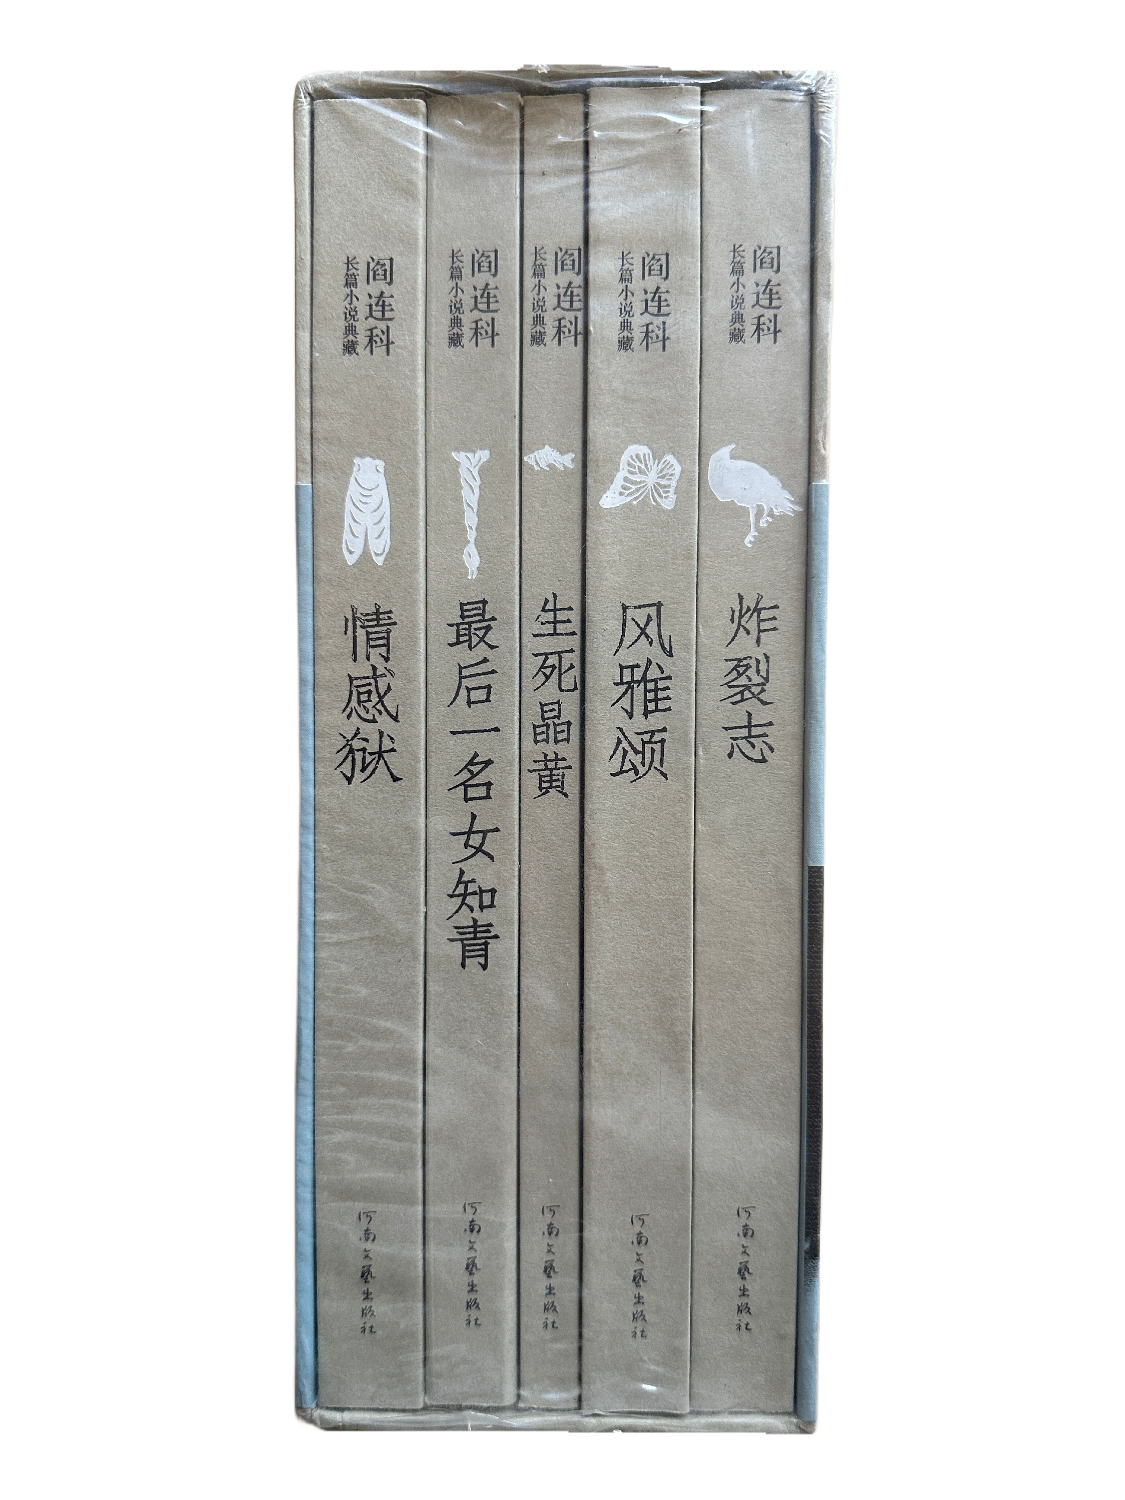 阎连科
长篇小说典藏
情感狱
河南文艺出版社
阎连科
长篇小说典藏
最后一名女知青
河南文艺出版社
阎连科
长篇小说典藏
生死晶黄
河南文艺出版社
阎连科
长篇小说典藏
风雅颂
河南文艺出版社
阎连科
长篇小说典藏
炸裂志
河南文艺出版社